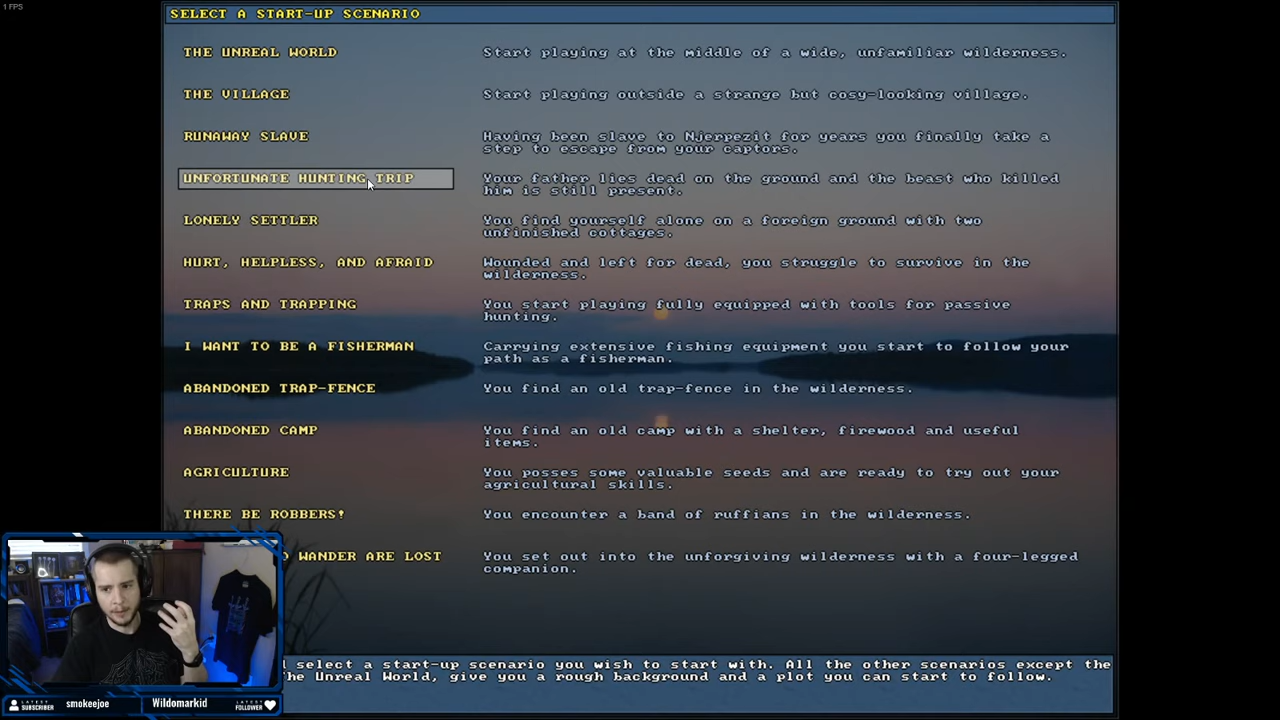 1 FPS
SELECT A START-UP SCENARIO
THE UNREAL WORLD
Start playing at the middle of a wide, unfamiliar wilderness.
THE VILLAGE
Start playing outside a strange but cosy-looking village.
RUNAWAY SLAVE
Having been slave to Njerpezit for years you finally take a
step to escape from your captors.
UNFORTUNATE HUNTING TRIP
Your father lies dead on the ground and the beast who killed
him is still present.
LONELY SETTLER
You find yourself alone on a foreign ground with two
unfinished cottages.
HURT, HELPLESS, AND AFRAID
Wounded and left for dead, you struggle to survive in the
wilderness.
TRAPS AND TRAPPING
You start playing fully equipped with tools for passive
hunting.
I WANT TO BE A FISHERMAN
Carrying extensive fishing equipment you start to follow your
path as a fisherman.
ABANDONED TRAP-FENCE
You find an old trap-fence in the wilderness.
ABANDONED CAMP
You find an old camp with a shelter, firewood and useful
items.
AGRICULTURE
You posses some valuable seeds and are ready to try out your
agricultural skills.
THERE BE ROBBERS!
You encounter a band of ruffians in the wilderness.
WANDER ARE LOST
You set out into the unforgiving wilderness with a four-legged
companion.
select a start-up scenario you wish to start with. All the other scenarios except the
Unreal World, give you a rough background and a plot you can start to follow.
LATEST SUBSCRIBER
smokeejoe
Wildomarkid
LATEST FOLLOWER